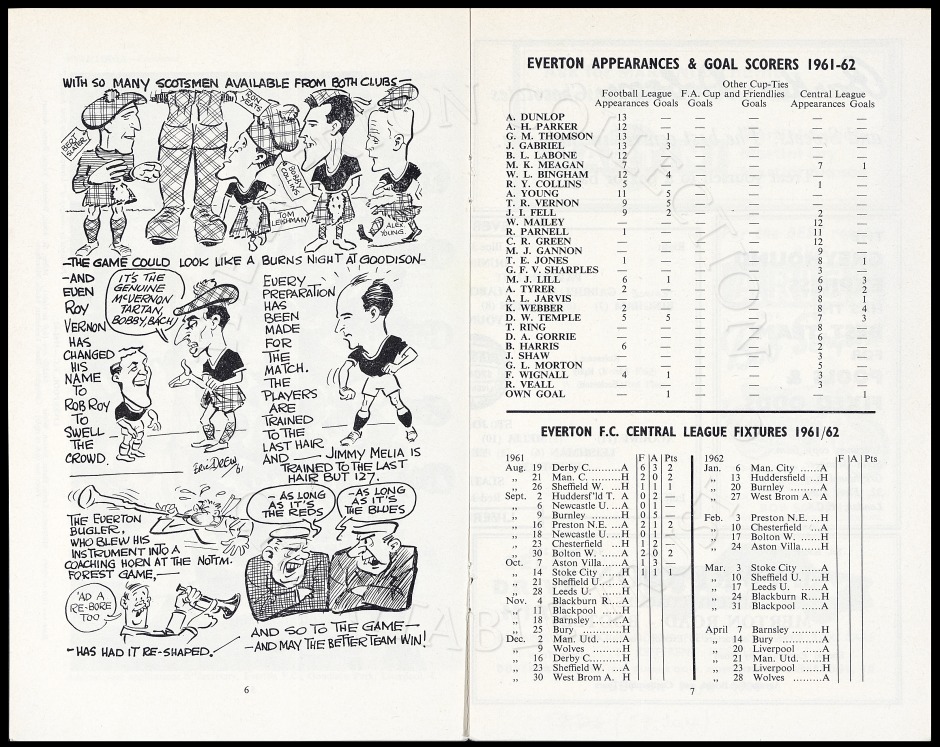 WITH SO MANY SCOTSMEN AVAILABLE FROM BOTH CLUBS—
BERT SLATER
RON YEATS
BOBBY COLLINS
TOM LEISHMAN
ALEX YOUNG
—THE GAME COULD LOOK LIKE A BURNS NIGHT AT GOODISON—
—AND
EVEN
ROY
VERNON
HAS
CHANGED
HIS
NAME
TO
ROB ROY
TO
SWELL
THE
CROWD.
IT'S THE
GENUINE
McVERNON
TARTAN,
BOBBY, BACH!
ERIC DREW 61
EVERY
PREPARATION
HAS
BEEN
MADE
FOR
THE
MATCH.
THE
PLAYERS
ARE
TRAINED
TO THE
LAST HAIR
AND — JIMMY MELIA IS
TRAINED TO THE LAST
HAIR BUT 127.
THE EVERTON
BUGLER,
WHO BLEW HIS
INSTRUMENT INTO A
COACHING HORN AT THE NOTTM.
FOREST GAME,—
'AD A
RE-BORE
TOO
—HAS HAD IT RE-SHAPED.
—AS LONG
AS IT'S
THE REDS
—AS LONG
AS IT'S
THE BLUES
AND SO TO THE GAME—
—AND MAY THE BETTER TEAM WIN!
6
EVERTON APPEARANCES & GOAL SCORERS 1961-62
Other Cup-Ties
Football League F.A. Cup and Friendlies Central League
Appearances Goals Goals Goals Appearances Goals
A. DUNLOP 13 — — — — —
A. H. PARKER 12 — — — — —
G. M. THOMSON 13 1 — — — —
J. GABRIEL 13 3 — — — —
B. L. LABONE 12 — — — — —
M. K. MEAGAN 7 — — — 7 1
W. L. BINGHAM 12 4 — — — —
R. Y. COLLINS 5 — — — 1 —
A. YOUNG 11 5 — — — —
T. R. VERNON 9 5 — — — —
J. I. FELL 9 2 — — 2 —
W. MAILEY — — — — 12 —
R. PARNELL 1 — — — 11 —
C. R. GREEN — — — — 12 —
M. J. GANNON — — — — 9 —
T. E. JONES 1 — — — 8 1
G. F. V. SHARPLES — — — — 3 —
M. J. LILL 6 1 — — 6 3
A. TYRER — — — — 9 2
A. L. JARVIS — — — — 8 1
K. WEBBER 2 — — — 8 4
D. W. TEMPLE 5 5 — — 7 3
T. RING — — — — 8 —
D. A. GORRIE — — — — 6 —
B. HARRIS 6 — — — 2 —
J. SHAW — — — — 3 —
G. L. MORTON — — — — 5 —
F. WIGNALL 4 1 — — 3 —
R. VEALL — — — — 3 —
OWN GOAL — 1 1
EVERTON F.C. CENTRAL LEAGUE FIXTURES 1961/62
1961 F A Pts
Aug. 19 Derby C.........A 6 3 2
,, 21 Man. C. .......H 2 0 2
,, 26 Sheffield W. ...H 1 1 1
Sept. 2 Hudders'ld T. A 0 2 —
,, 6 Newcastle U. ..A 0 1 —
,, 9 Burnley .........H 0 5 —
,, 16 Preston N.E. ...A 2 1 2
,, 18 Newcastle U. ...H 0 1 —
,, 23 Chesterfield ...H 1 2 —
,, 30 Bolton W. ......A 2 0 2
Oct. 7 Aston Villa ......A 1 3 —
,, 14 Stoke City ......H 1 1 1
,, 21 Sheffield U. ......A
,, 28 Leeds U. .........H
Nov. 4 Blackburn R....A
,, 11 Blackpool ......H
,, 18 Barnsley .........A
,, 25 Bury ............H
Dec. 2 Man. Utd. ......A
,, 9 Wolves .........H
,, 16 Derby C. .........H
,, 23 Sheffield W. ...A
,, 30 West Brom A. H
1962 F A Pts
Jan. 6 Man. City ......A
,, 13 Huddersfield ...H
,, 20 Burnley .........A
,, 27 West Brom A. A
Feb. 3 Preston N.E. ...H
,, 10 Chesterfield ...A
,, 17 Bolton W. ......H
,, 24 Aston Villa......H
Mar. 3 Stoke City ......A
,, 10 Sheffield U. ...H
,, 17 Leeds U. ......A
,, 24 Blackburn R....H
,, 31 Blackpool ......A
April 7 Barnsley .........H
,, 14 Bury ............A
,, 20 Liverpool ......A
,, 21 Man. Utd. ......H
,, 23 Liverpool ......H
,, 28 Wolves .........A
7